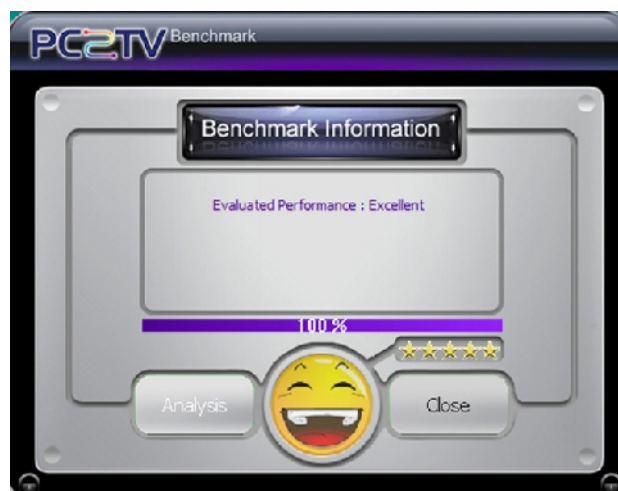 PC2TV Benchmark
Benchmark Information
Evaluated Performance : Excellent
100 %
Analysis
Close